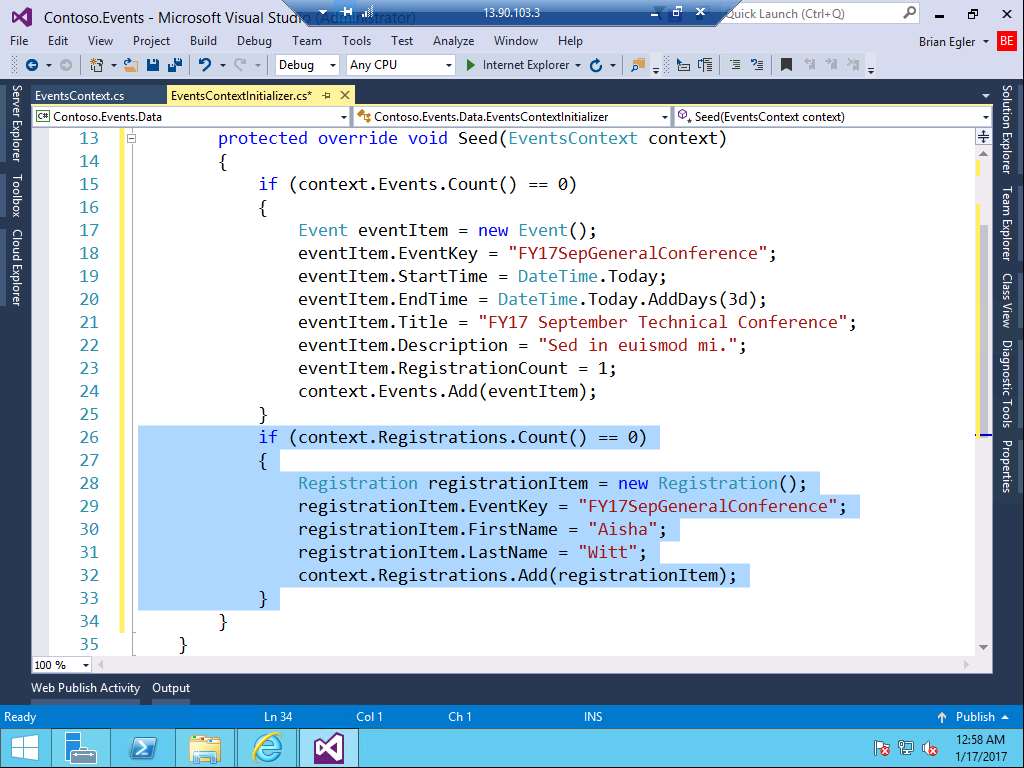 Contoso.Events - Microsoft Visual Studio (Administrator)
13.90.103.3
Quick Launch (Ctrl+Q)
File Edit View Project Build Debug Team Tools Test Analyze Window Help
Brian Egler BE
Debug Any CPU Internet Explorer
EventsContext.cs EventsContextInitializer.cs*
C# Contoso.Events.Data Contoso.Events.Data.EventsContextInitializer Seed(EventsContext context)
Server Explorer
Toolbox
Cloud Explorer
13 protected override void Seed(EventsContext context)
14 {
15 if (context.Events.Count() == 0)
16 {
17 Event eventItem = new Event();
18 eventItem.EventKey = "FY17SepGeneralConference";
19 eventItem.StartTime = DateTime.Today;
20 eventItem.EndTime = DateTime.Today.AddDays(3d);
21 eventItem.Title = "FY17 September Technical Conference";
22 eventItem.Description = "Sed in euismod mi.";
23 eventItem.RegistrationCount = 1;
24 context.Events.Add(eventItem);
25 }
26 if (context.Registrations.Count() == 0)
27 {
28 Registration registrationItem = new Registration();
29 registrationItem.EventKey = "FY17SepGeneralConference";
30 registrationItem.FirstName = "Aisha";
31 registrationItem.LastName = "Witt";
32 context.Registrations.Add(registrationItem);
33 }
34 }
35 }
Solution Explorer
Team Explorer
Class View
Diagnostic Tools
Properties
100 %
Web Publish Activity Output
Ready Ln 34 Col 1 Ch 1 INS Publish
12:58 AM
1/17/2017